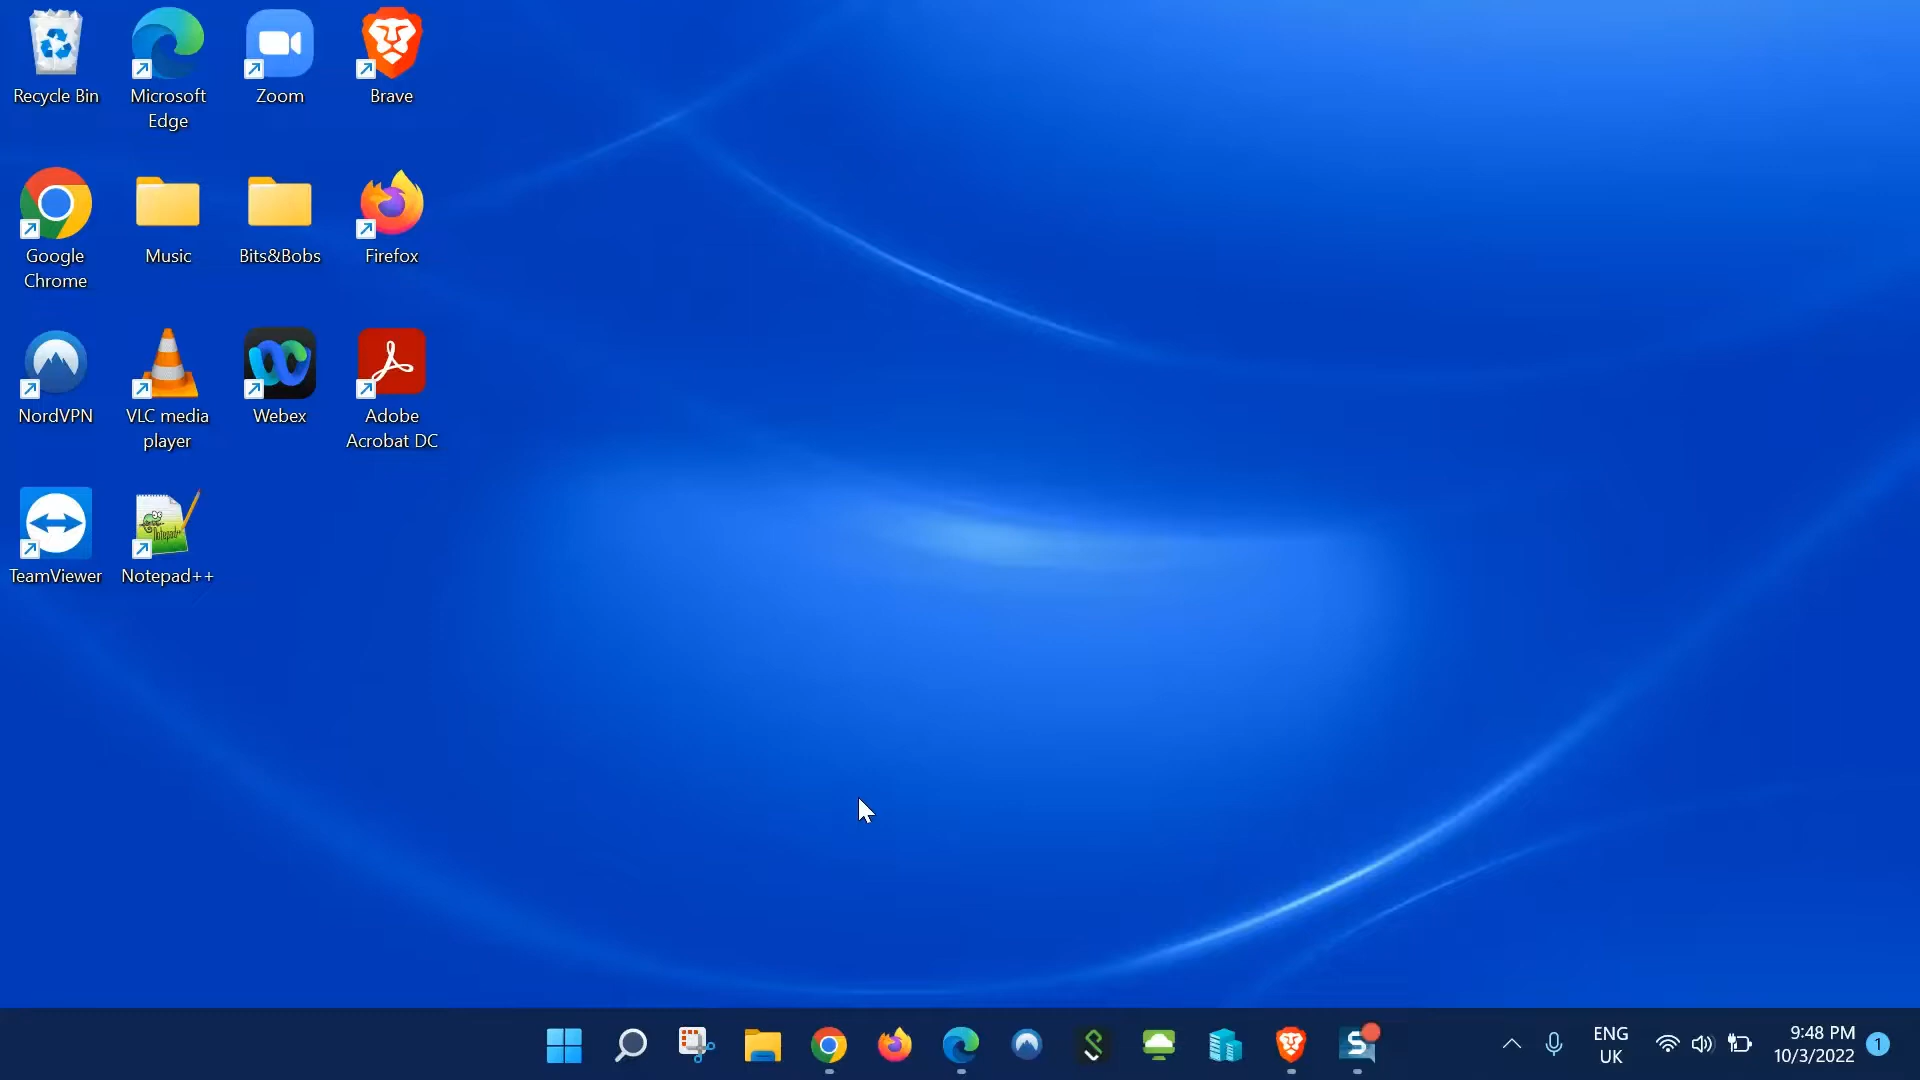 Recycle Bin
Microsoft
Edge
Zoom
Brave
Google
Chrome
Music
Bits&Bobs
Firefox
NordVPN
VLC media
player
Webex
Adobe
Acrobat DC
TeamViewer
Notepad++
ENG
UK
9:48 PM
10/3/2022
1